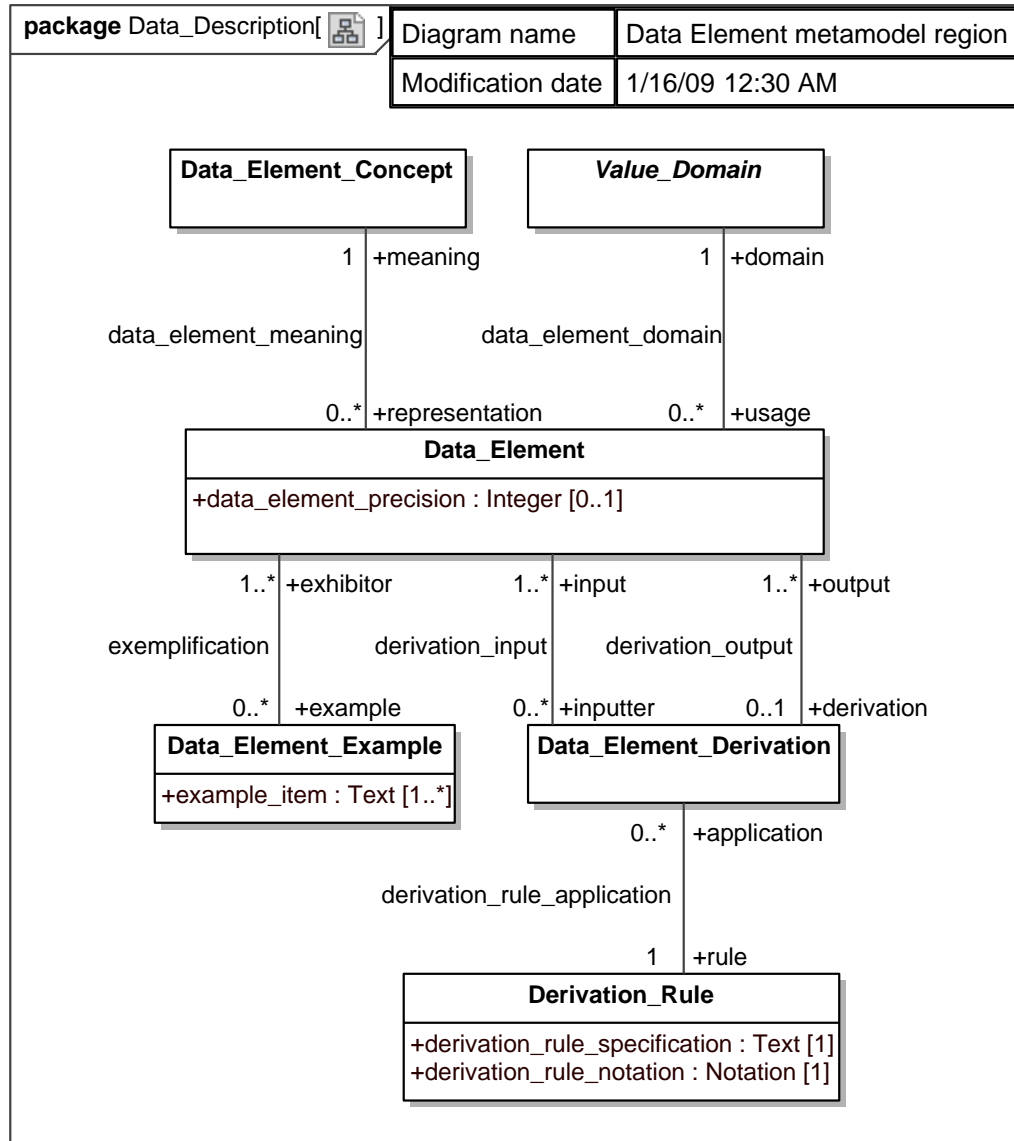 package Data_Description[ ]
Diagram name Data Element metamodel region
Modification date 1/16/09 12:30 AM
Data_Element_Concept Value_Domain
1 +meaning 1 +domain
data_element_meaning data_element_domain
0..* +representation 0..* +usage
Data_Element
+data_element_precision : Integer [0..1]
1..* +exhibitor 1..* +input 1..* +output
exemplification derivation_input derivation_output
0..* +example 0..* +inputter 0..1 +derivation
Data_Element_Example Data_Element_Derivation
+example_item : Text [1..*]
0..* +application
derivation_rule_application
1 +rule
Derivation_Rule
+derivation_rule_specification : Text [1]
+derivation_rule_notation : Notation [1]